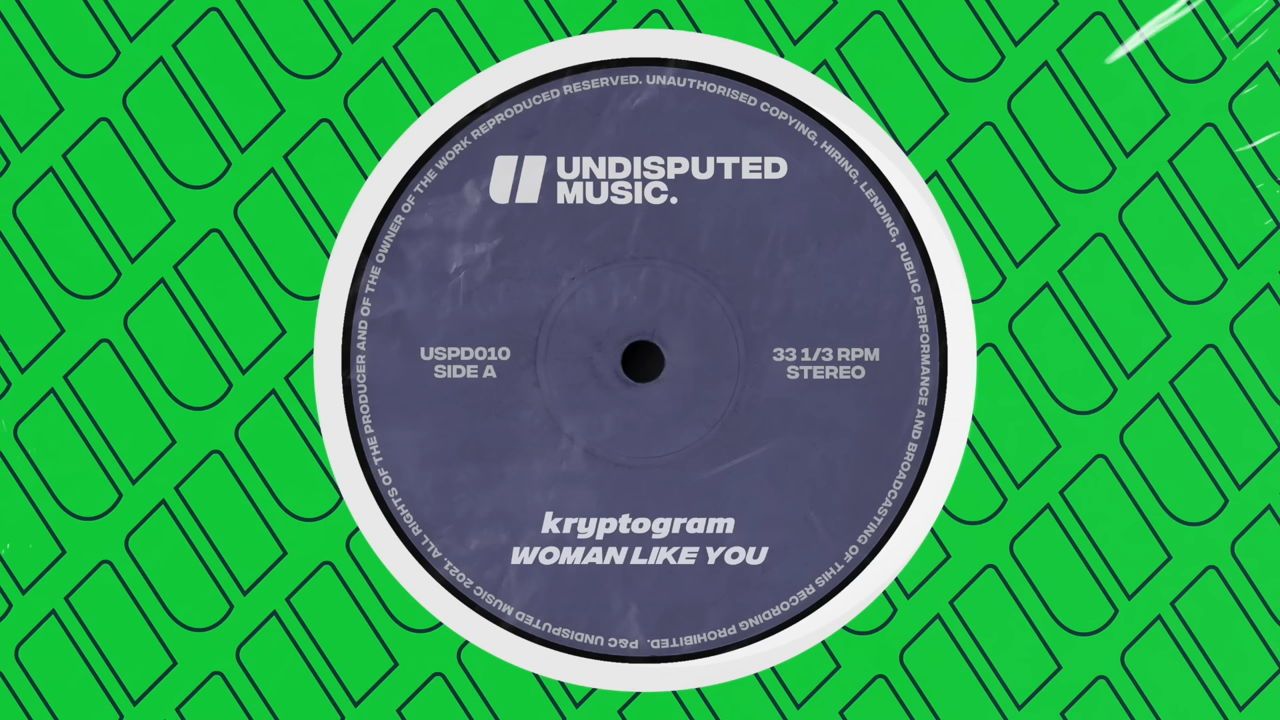 UNDISPUTED
MUSIC.
USPD010
SIDE A
33 1/3 RPM
STEREO
kryptogram
WOMAN LIKE YOU
P&C UNDISPUTED MUSIC 2021. ALL RIGHTS OF THE PRODUCER AND OF THE OWNER OF THE WORK REPRODUCED RESERVED. UNAUTHORISED COPYING, HIRING, LENDING, PUBLIC PERFORMANCE AND BROADCASTING OF THIS RECORDING PROHIBITED.